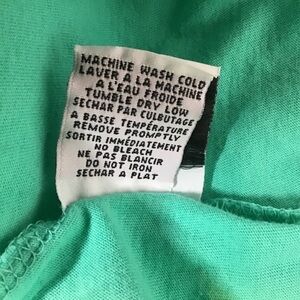 MACHINE WASH COLD
LAVER A LA MACHINE
A L'EAU FROIDE
TUMBLE DRY LOW
SECHAR PAR CULBUTAGE
A BASSE TEMPÉRATURE
REMOVE PROMPTLY
SORTIR IMMÉDIATEMENT
NO BLEACH
NE PAS BLANCIR
DO NOT IRON
SECHAR A PLAT